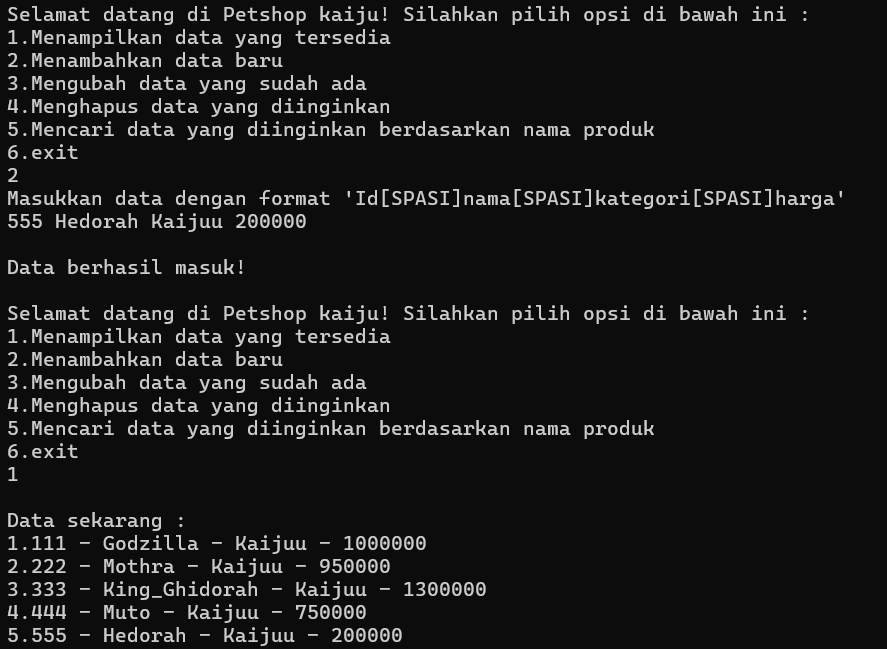 Selamat datang di Petshop kaiju! Silahkan pilih opsi di bawah ini :
1.Menampilkan data yang tersedia
2.Menambahkan data baru
3.Mengubah data yang sudah ada
4.Menghapus data yang diinginkan
5.Mencari data yang diinginkan berdasarkan nama produk
6.exit
2
Masukkan data dengan format 'Id[SPASI]nama[SPASI]kategori[SPASI]harga'
555 Hedorah Kaijuu 200000
Data berhasil masuk!
Selamat datang di Petshop kaiju! Silahkan pilih opsi di bawah ini :
1.Menampilkan data yang tersedia
2.Menambahkan data baru
3.Mengubah data yang sudah ada
4.Menghapus data yang diinginkan
5.Mencari data yang diinginkan berdasarkan nama produk
6.exit
1
Data sekarang :
1.111 - Godzilla - Kaijuu - 1000000
2.222 - Mothra - Kaijuu - 950000
3.333 - King_Ghidorah - Kaijuu - 1300000
4.444 - Muto - Kaijuu - 750000
5.555 - Hedorah - Kaijuu - 200000